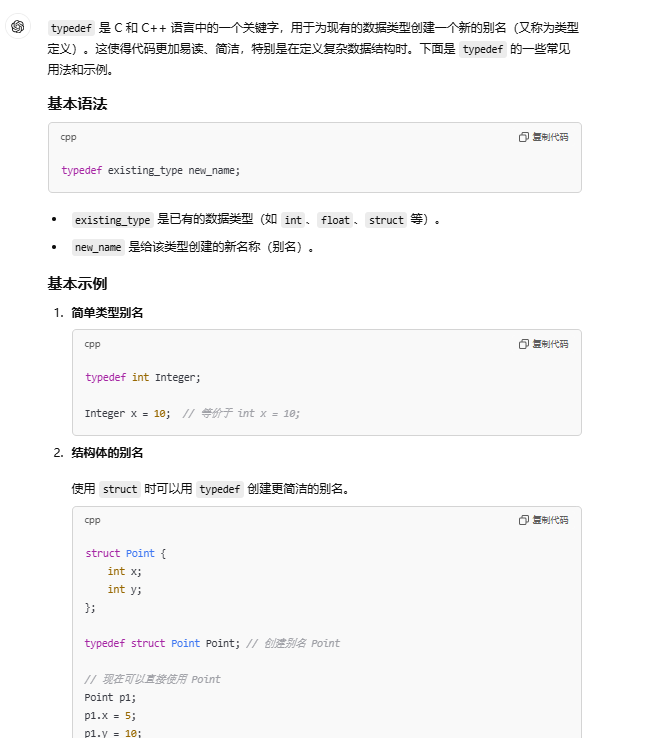 typedef 是 C 和 C++ 语言中的一个关键字，用于为现有的数据类型创建一个新的别名（又称为类型
定义）。这使得代码更加易读、简洁，特别是在定义复杂数据结构时。下面是 typedef 的一些常见
用法和示例。
基本语法
cpp 复制代码
typedef existing_type new_name;
• existing_type 是已有的数据类型（如 int、float、struct 等）。
• new_name 是给该类型创建的新名称（别名）。
基本示例
1. 简单类型别名
cpp 复制代码
typedef int Integer;
Integer x = 10;  // 等价于 int x = 10;
2. 结构体的别名
使用 struct 时可以用 typedef 创建更简洁的别名。
cpp 复制代码
struct Point {
    int x;
    int y;
};
typedef struct Point Point; // 创建别名 Point
// 现在可以直接使用 Point
Point p1;
p1.x = 5;
p1.y = 10;